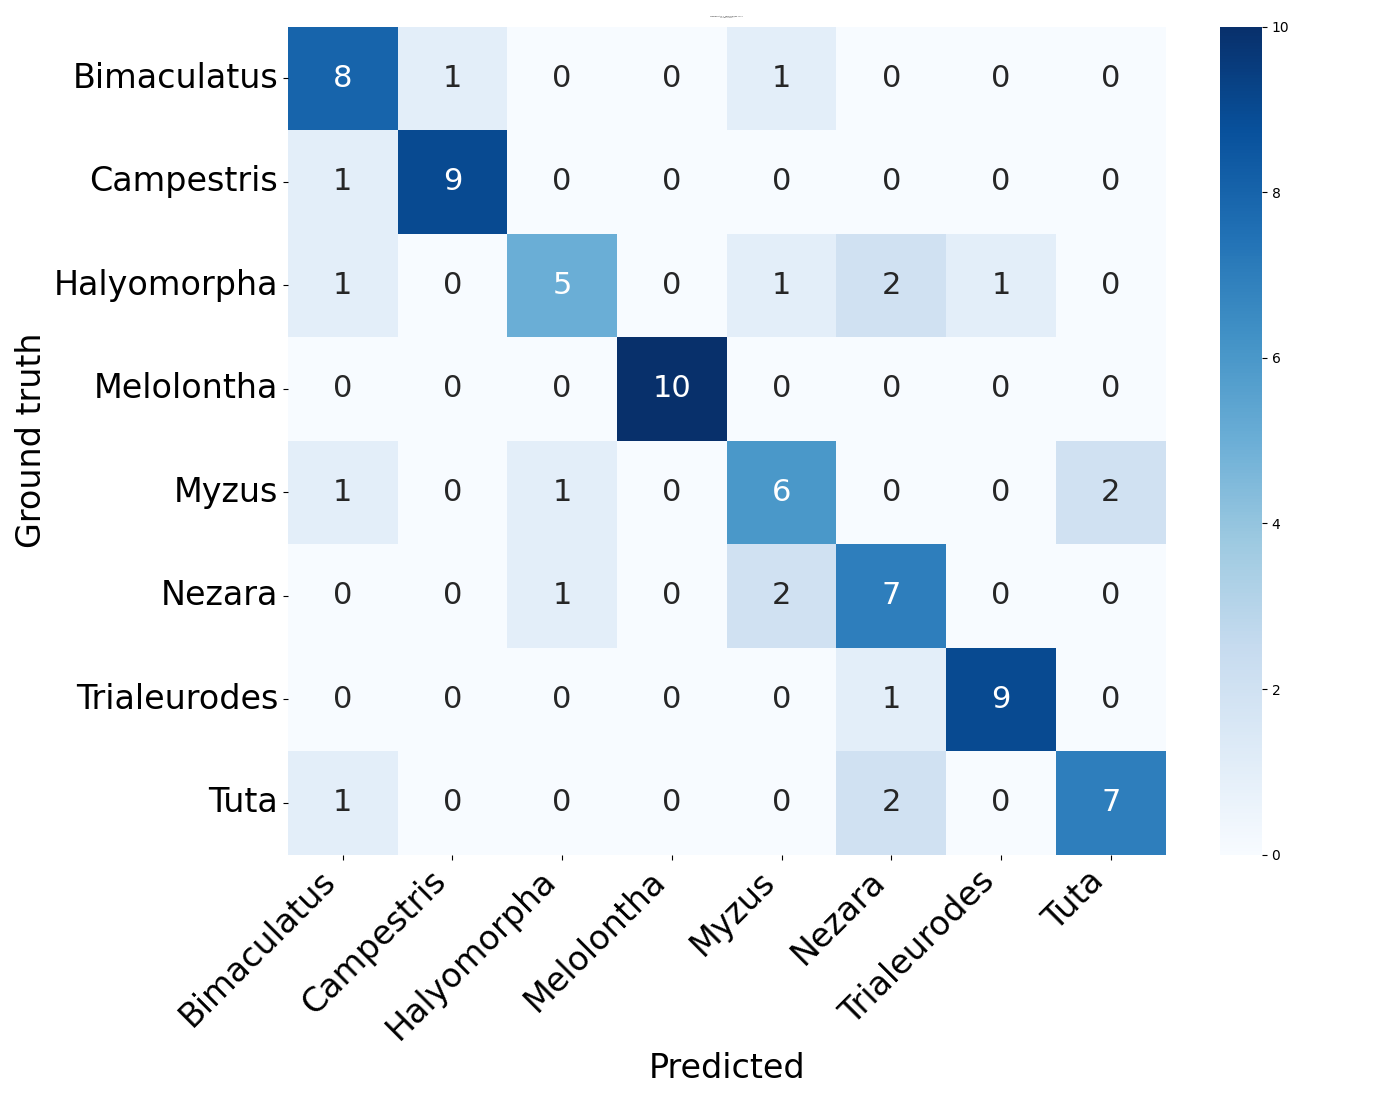 Bimaculatus 8 1 0 0 1 0 0 0
Campestris 1 9 0 0 0 0 0 0
Halyomorpha 1 0 5 0 1 2 1 0
Melolontha 0 0 0 10 0 0 0 0
Myzus 1 0 1 0 6 0 0 2
Nezara 0 0 1 0 2 7 0 0
Trialeurodes 0 0 0 0 0 1 9 0
Tuta 1 0 0 0 0 2 0 7
Ground truth
Bimaculatus Campestris Halyomorpha Melolontha Myzus Nezara Trialeurodes Tuta
Predicted
10
8
6
4
2
0